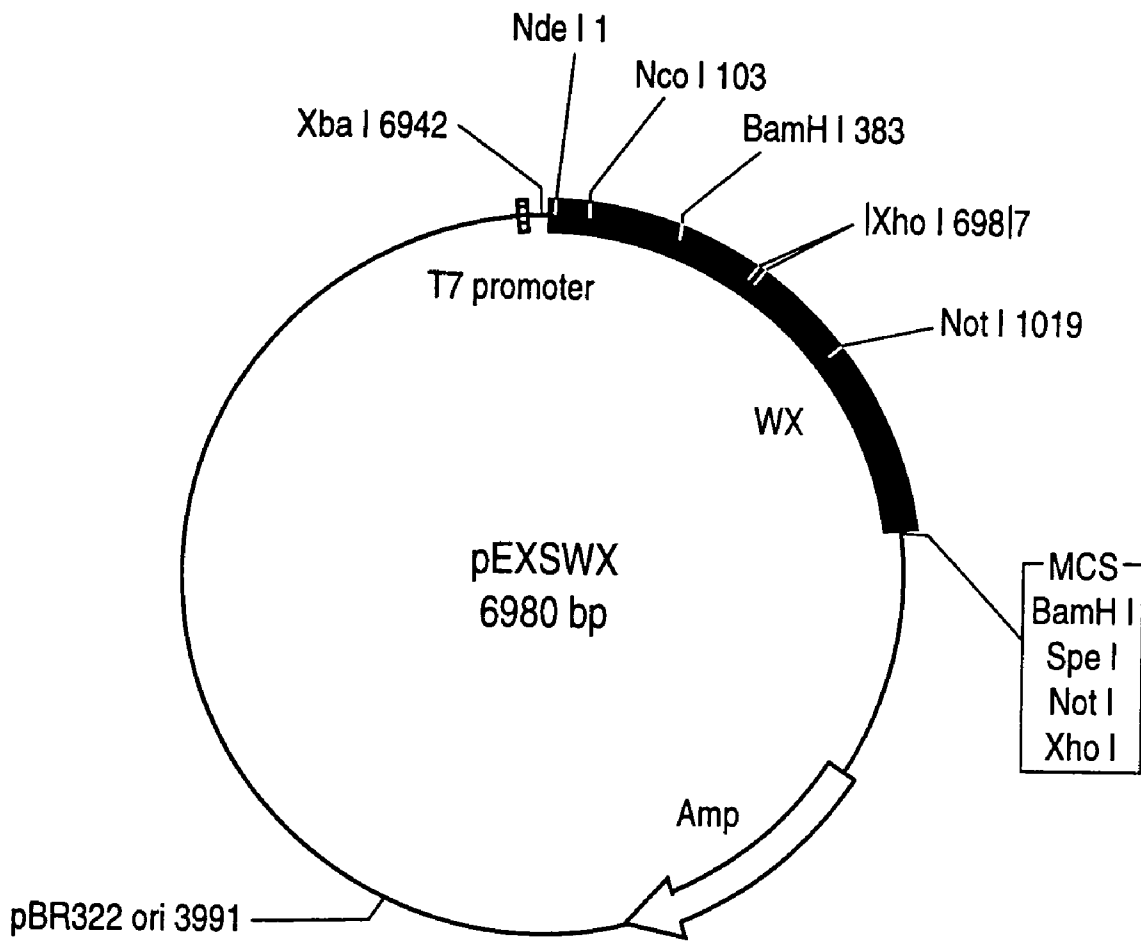 Nde I 1
Nco I 103
Xba I 6942
BamH I 383
|Xho I 698|7
Not I 1019
T7 promoter
WX
pEXSWX
6980 bp
MCS
BamH I
Spe I
Not I
Xho I
Amp
pBR322 ori 3991